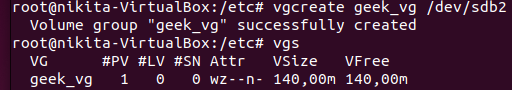 root@nikita-VirtualBox:/etc# vgcreate geek_vg /dev/sdb2
  Volume group "geek_vg" successfully created
root@nikita-VirtualBox:/etc# vgs
  VG      #PV #LV #SN Attr   VSize   VFree
  geek_vg   1   0   0 wz--n- 140,00m 140,00m